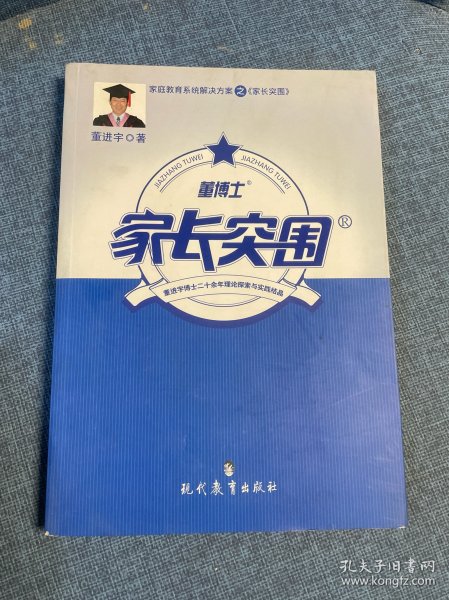 家庭教育系统解决方案之《家长突围》
董进宇◎著
JIAZHANG TUWEI
JIAZHANG TUWEI
董博士®
家长突围®
董进宇博士二十余年理论探索与实践结晶
现代教育出版社
孔夫子旧书网
www.kongfz.com